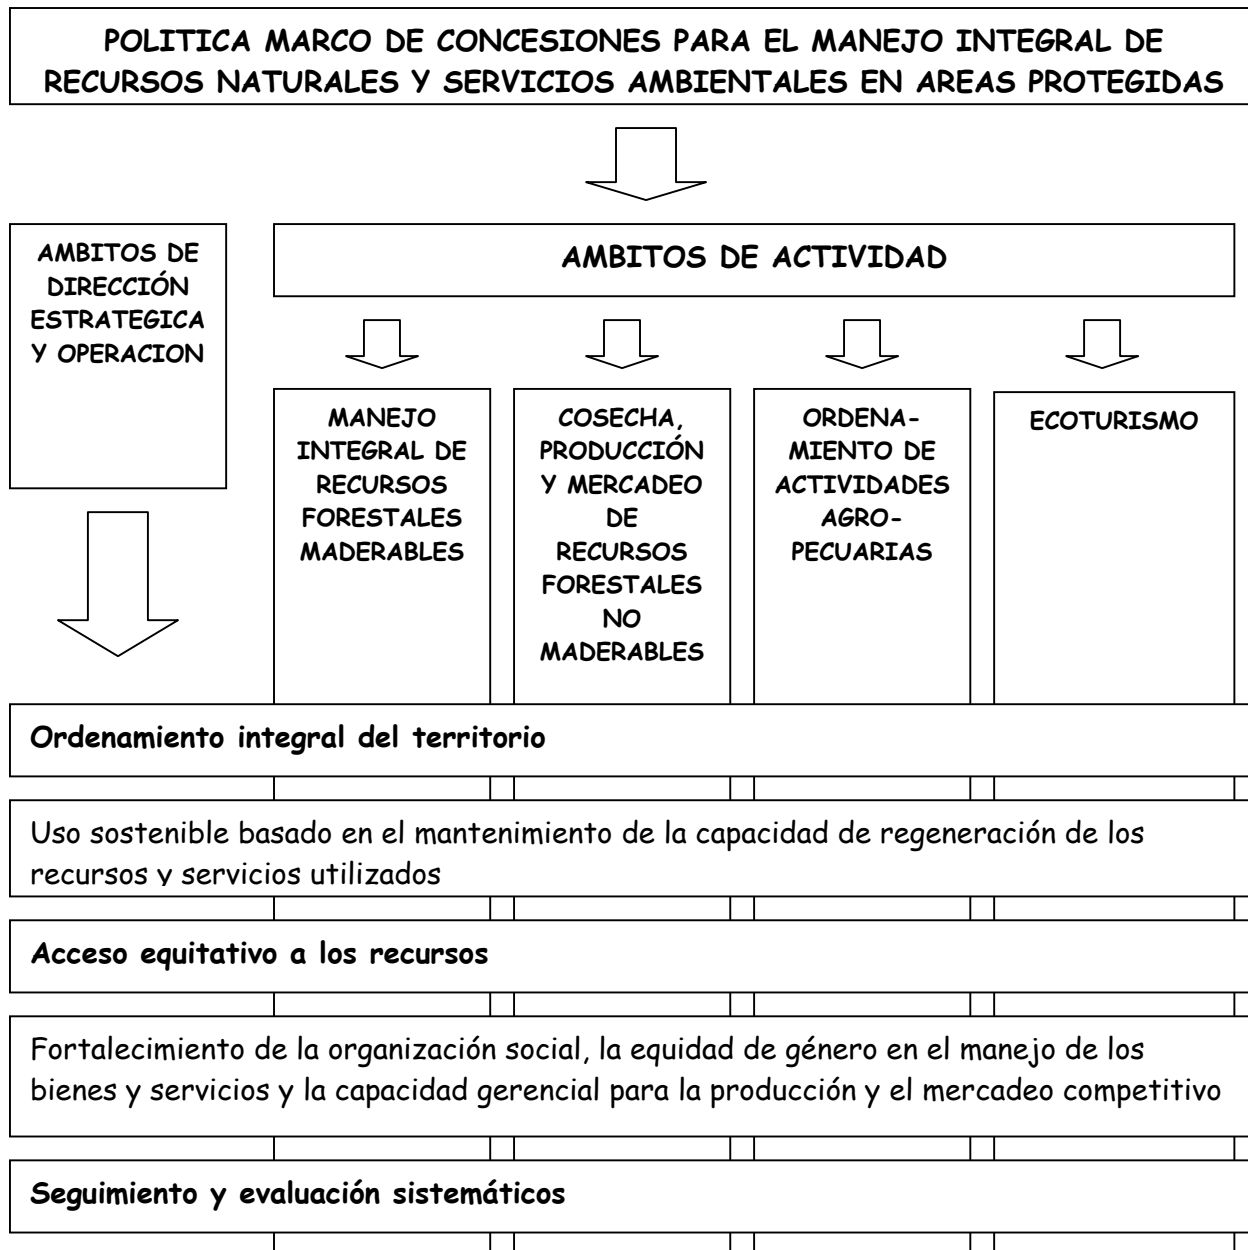 POLITICA MARCO DE CONCESIONES PARA EL MANEJO INTEGRAL DE
RECURSOS NATURALES Y SERVICIOS AMBIENTALES EN AREAS PROTEGIDAS
AMBITOS DE
DIRECCIÓN
ESTRATEGICA
Y OPERACION
AMBITOS DE ACTIVIDAD
MANEJO
INTEGRAL DE
RECURSOS
FORESTALES
MADERABLES
COSECHA,
PRODUCCIÓN
Y MERCADEO
DE
RECURSOS
FORESTALES
NO
MADERABLES
ORDENA-
MIENTO DE
ACTIVIDADES
AGRO-
PECUARIAS
ECOTURISMO
Ordenamiento integral del territorio
Uso sostenible basado en el mantenimiento de la capacidad de regeneración de los
recursos y servicios utilizados
Acceso equitativo a los recursos
Fortalecimiento de la organización social, la equidad de género en el manejo de los
bienes y servicios y la capacidad gerencial para la producción y el mercadeo competitivo
Seguimiento y evaluación sistemáticos